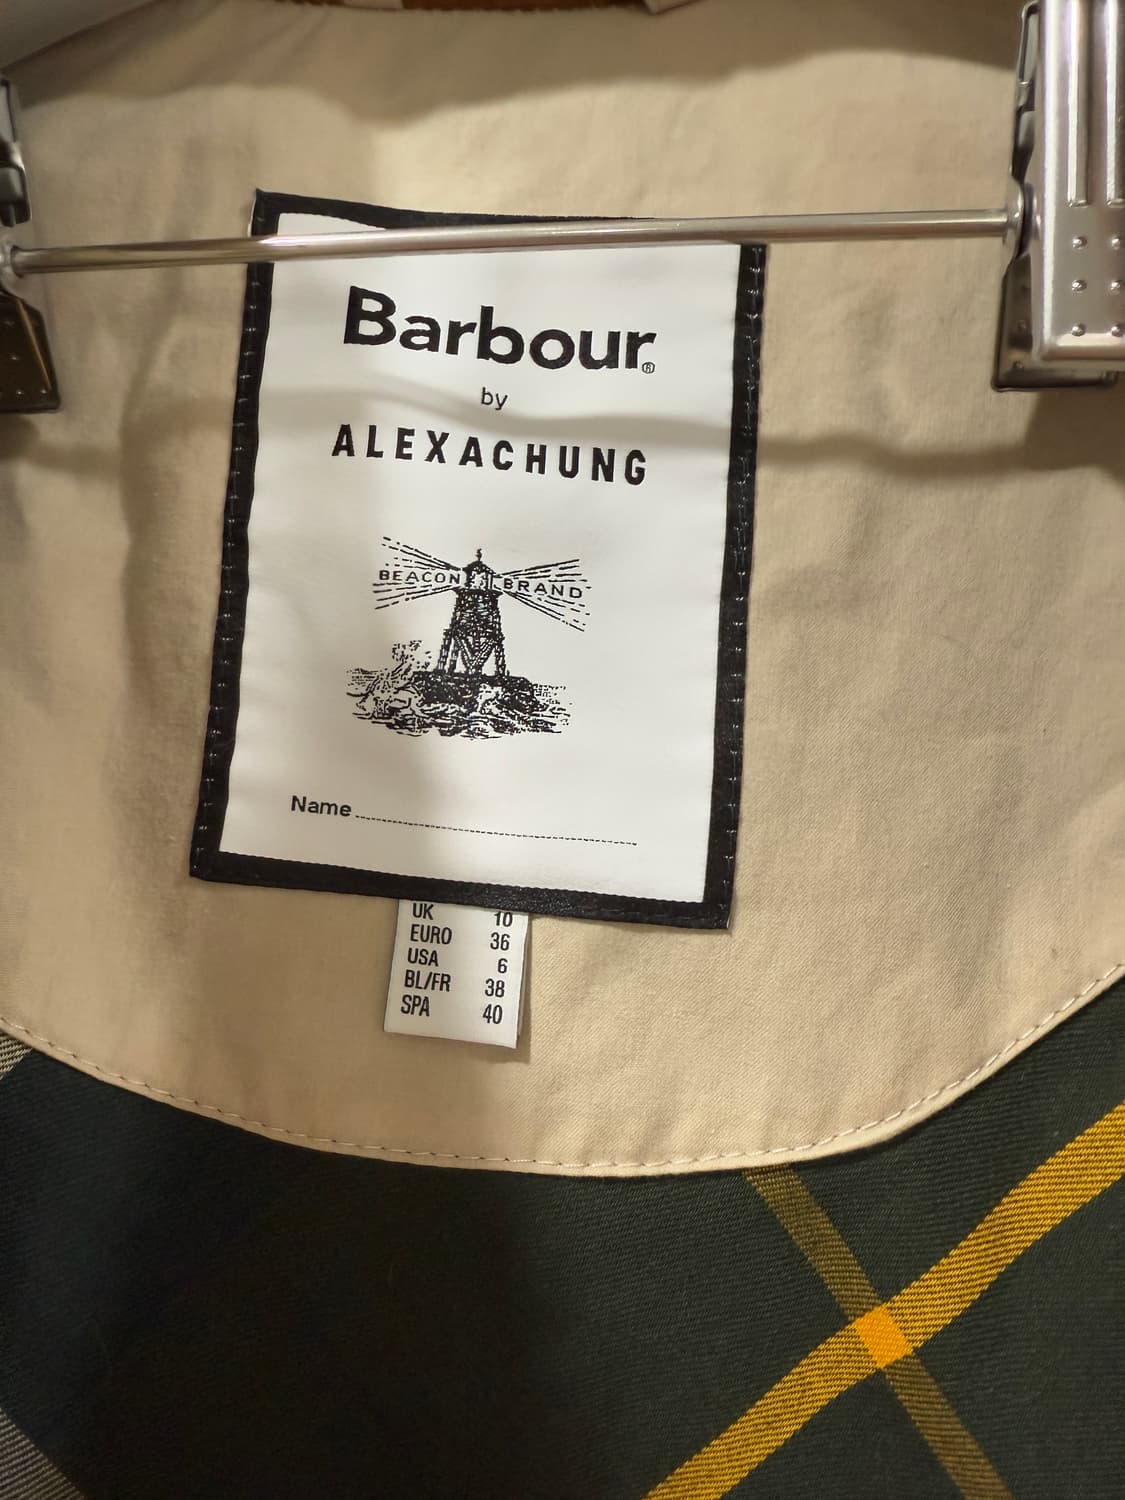 Barbour®
by
ALEXACHUNG
BEACON BRAND
Name
UK 10
EURO 36
USA 6
BL/FR 38
SPA 40